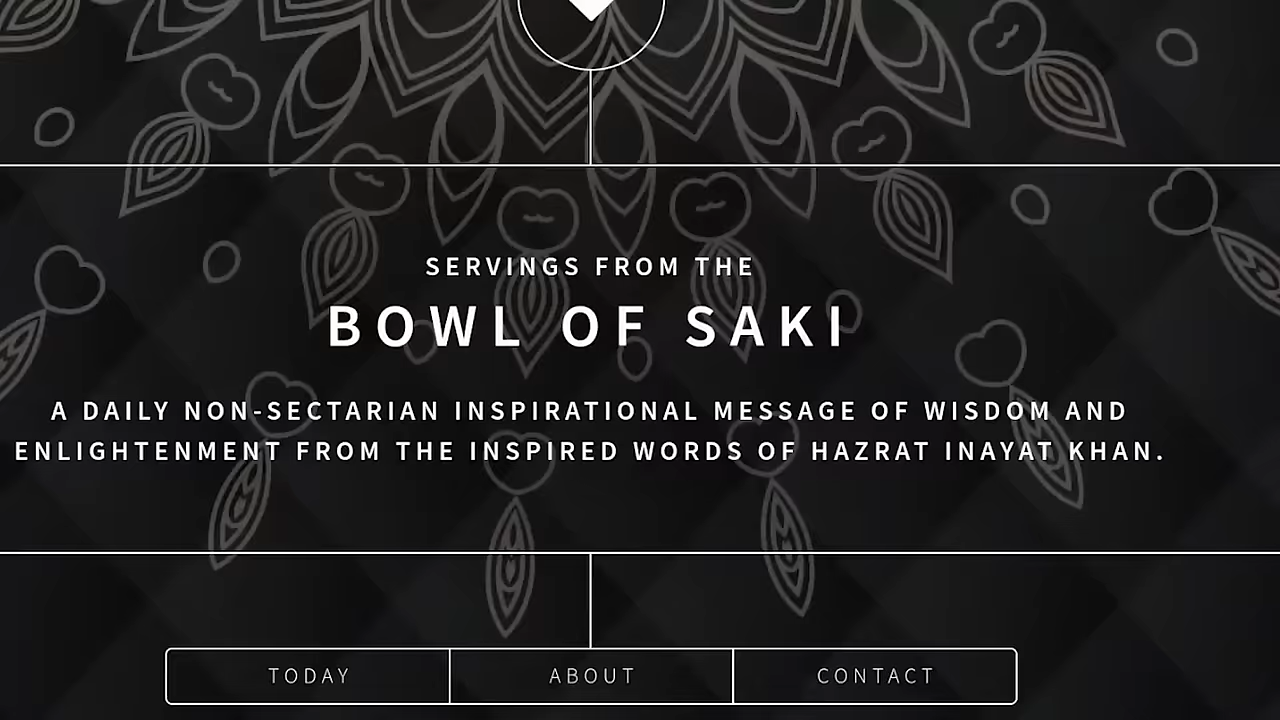 SERVINGS FROM THE
BOWL OF SAKI
A DAILY NON-SECTARIAN INSPIRATIONAL MESSAGE OF WISDOM AND
ENLIGHTENMENT FROM THE INSPIRED WORDS OF HAZRAT INAYAT KHAN.
TODAY
ABOUT
CONTACT